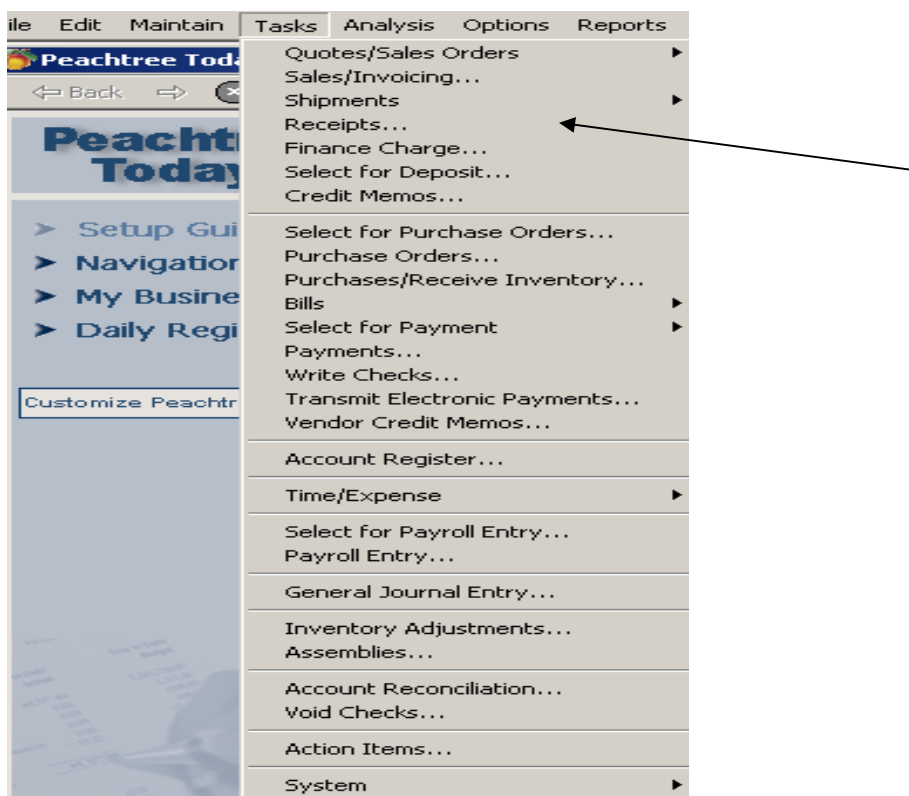 ile Edit Maintain Tasks Analysis Options Reports
Peachtree Toda
Back
Peacht
Today
Setup Gui
Navigation
My Busine
Daily Regi
Customize Peachtr
Quotes/Sales Orders
Sales/Invoicing...
Shipments
Receipts...
Finance Charge...
Select for Deposit...
Credit Memos...
Select for Purchase Orders...
Purchase Orders...
Purchases/Receive Inventory...
Bills
Select for Payment
Payments...
Write Checks...
Transmit Electronic Payments...
Vendor Credit Memos...
Account Register...
Time/Expense
Select for Payroll Entry...
Payroll Entry...
General Journal Entry...
Inventory Adjustments...
Assemblies...
Account Reconciliation...
Void Checks...
Action Items...
System